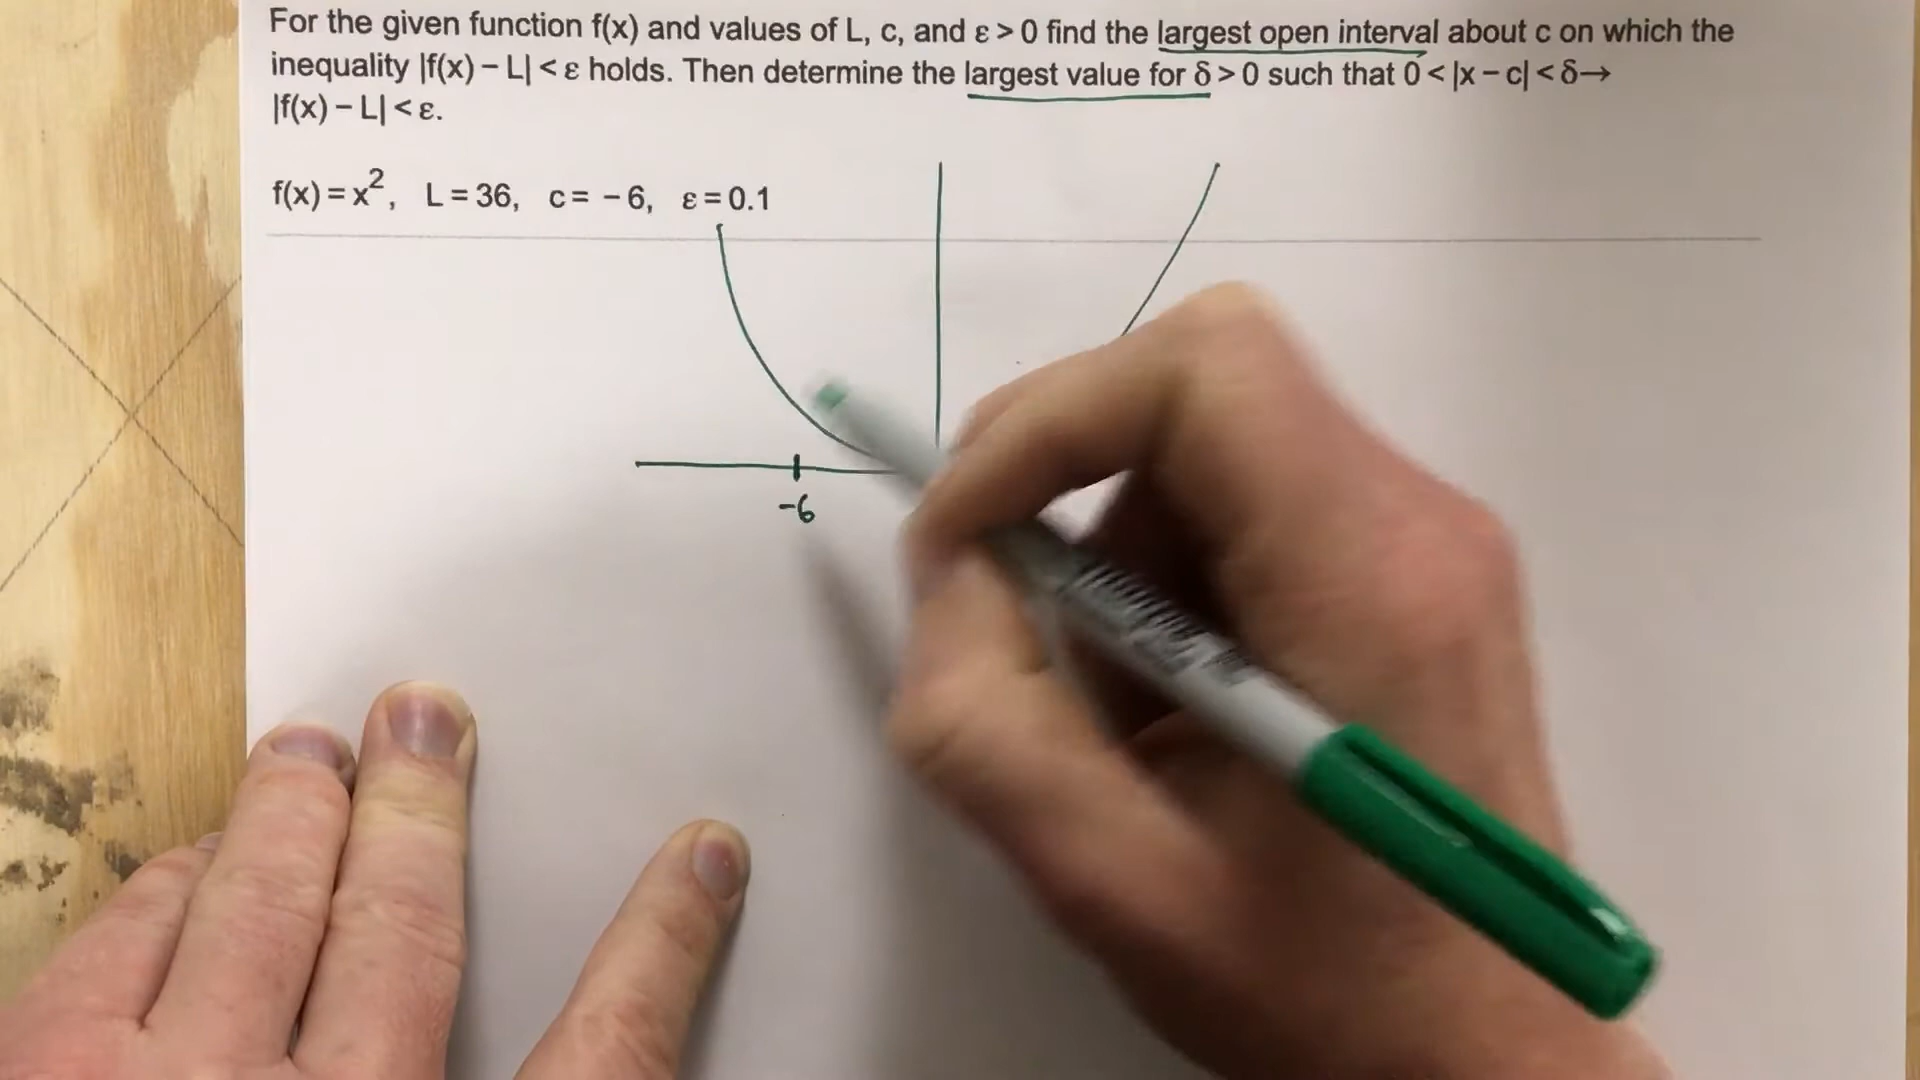 For the given function f(x) and values of L, c, and ε > 0 find the largest open interval about c on which the
inequality |f(x) − L| < ε holds. Then determine the largest value for δ > 0 such that 0 < |x − c| < δ→
|f(x) − L| < ε.
f(x) = x², L = 36, c = − 6, ε = 0.1
-6